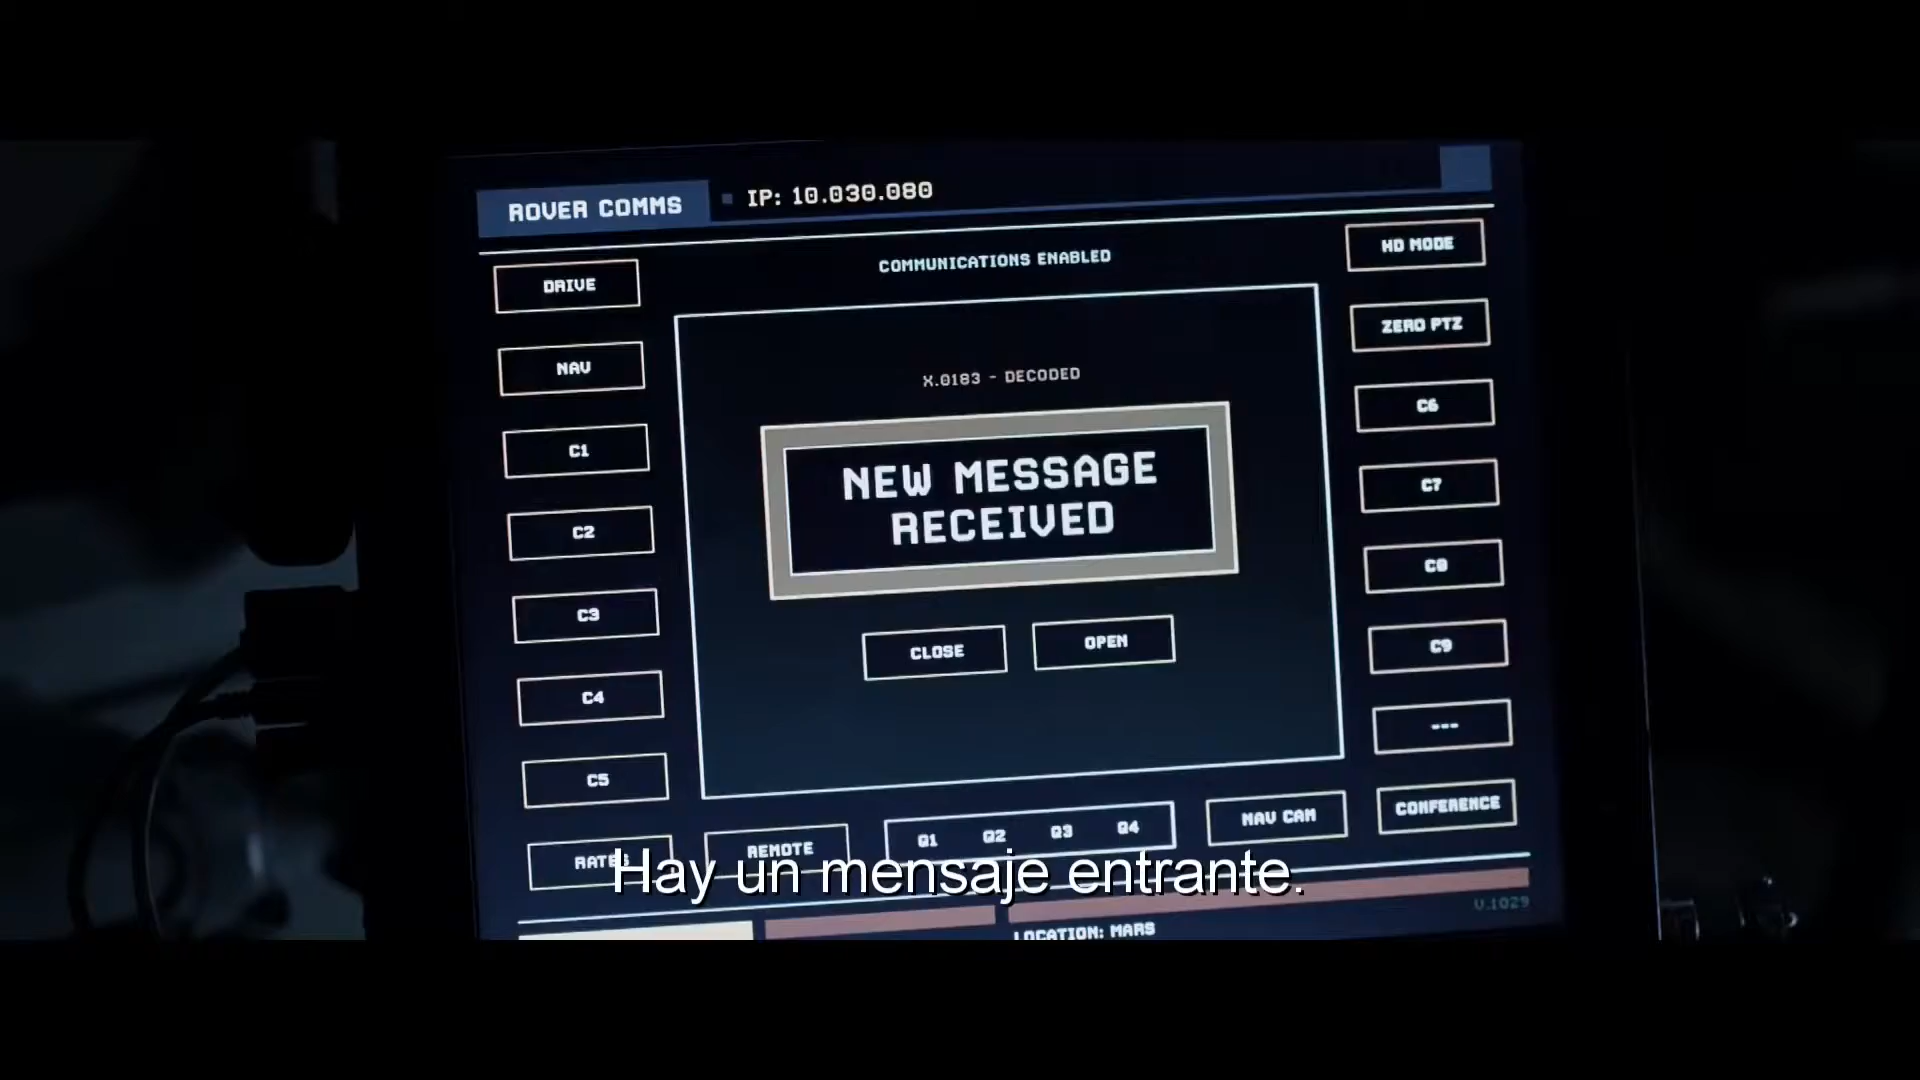 ROVER COMMS
IP: 10.030.080
COMMUNICATIONS ENABLED
HD MODE
DRIVE
ZERO PTZ
NAV
X.0183 - DECODED
C6
C1
NEW MESSAGE
RECEIVED
C7
C2
C8
C3
CLOSE
OPEN
C9
C4
---
C5
NAV CAM
CONFERENCE
RATES
REMOTE
Q1 Q2 Q3 Q4
Hay un mensaje entrante.
V.1029
LOCATION: MARS